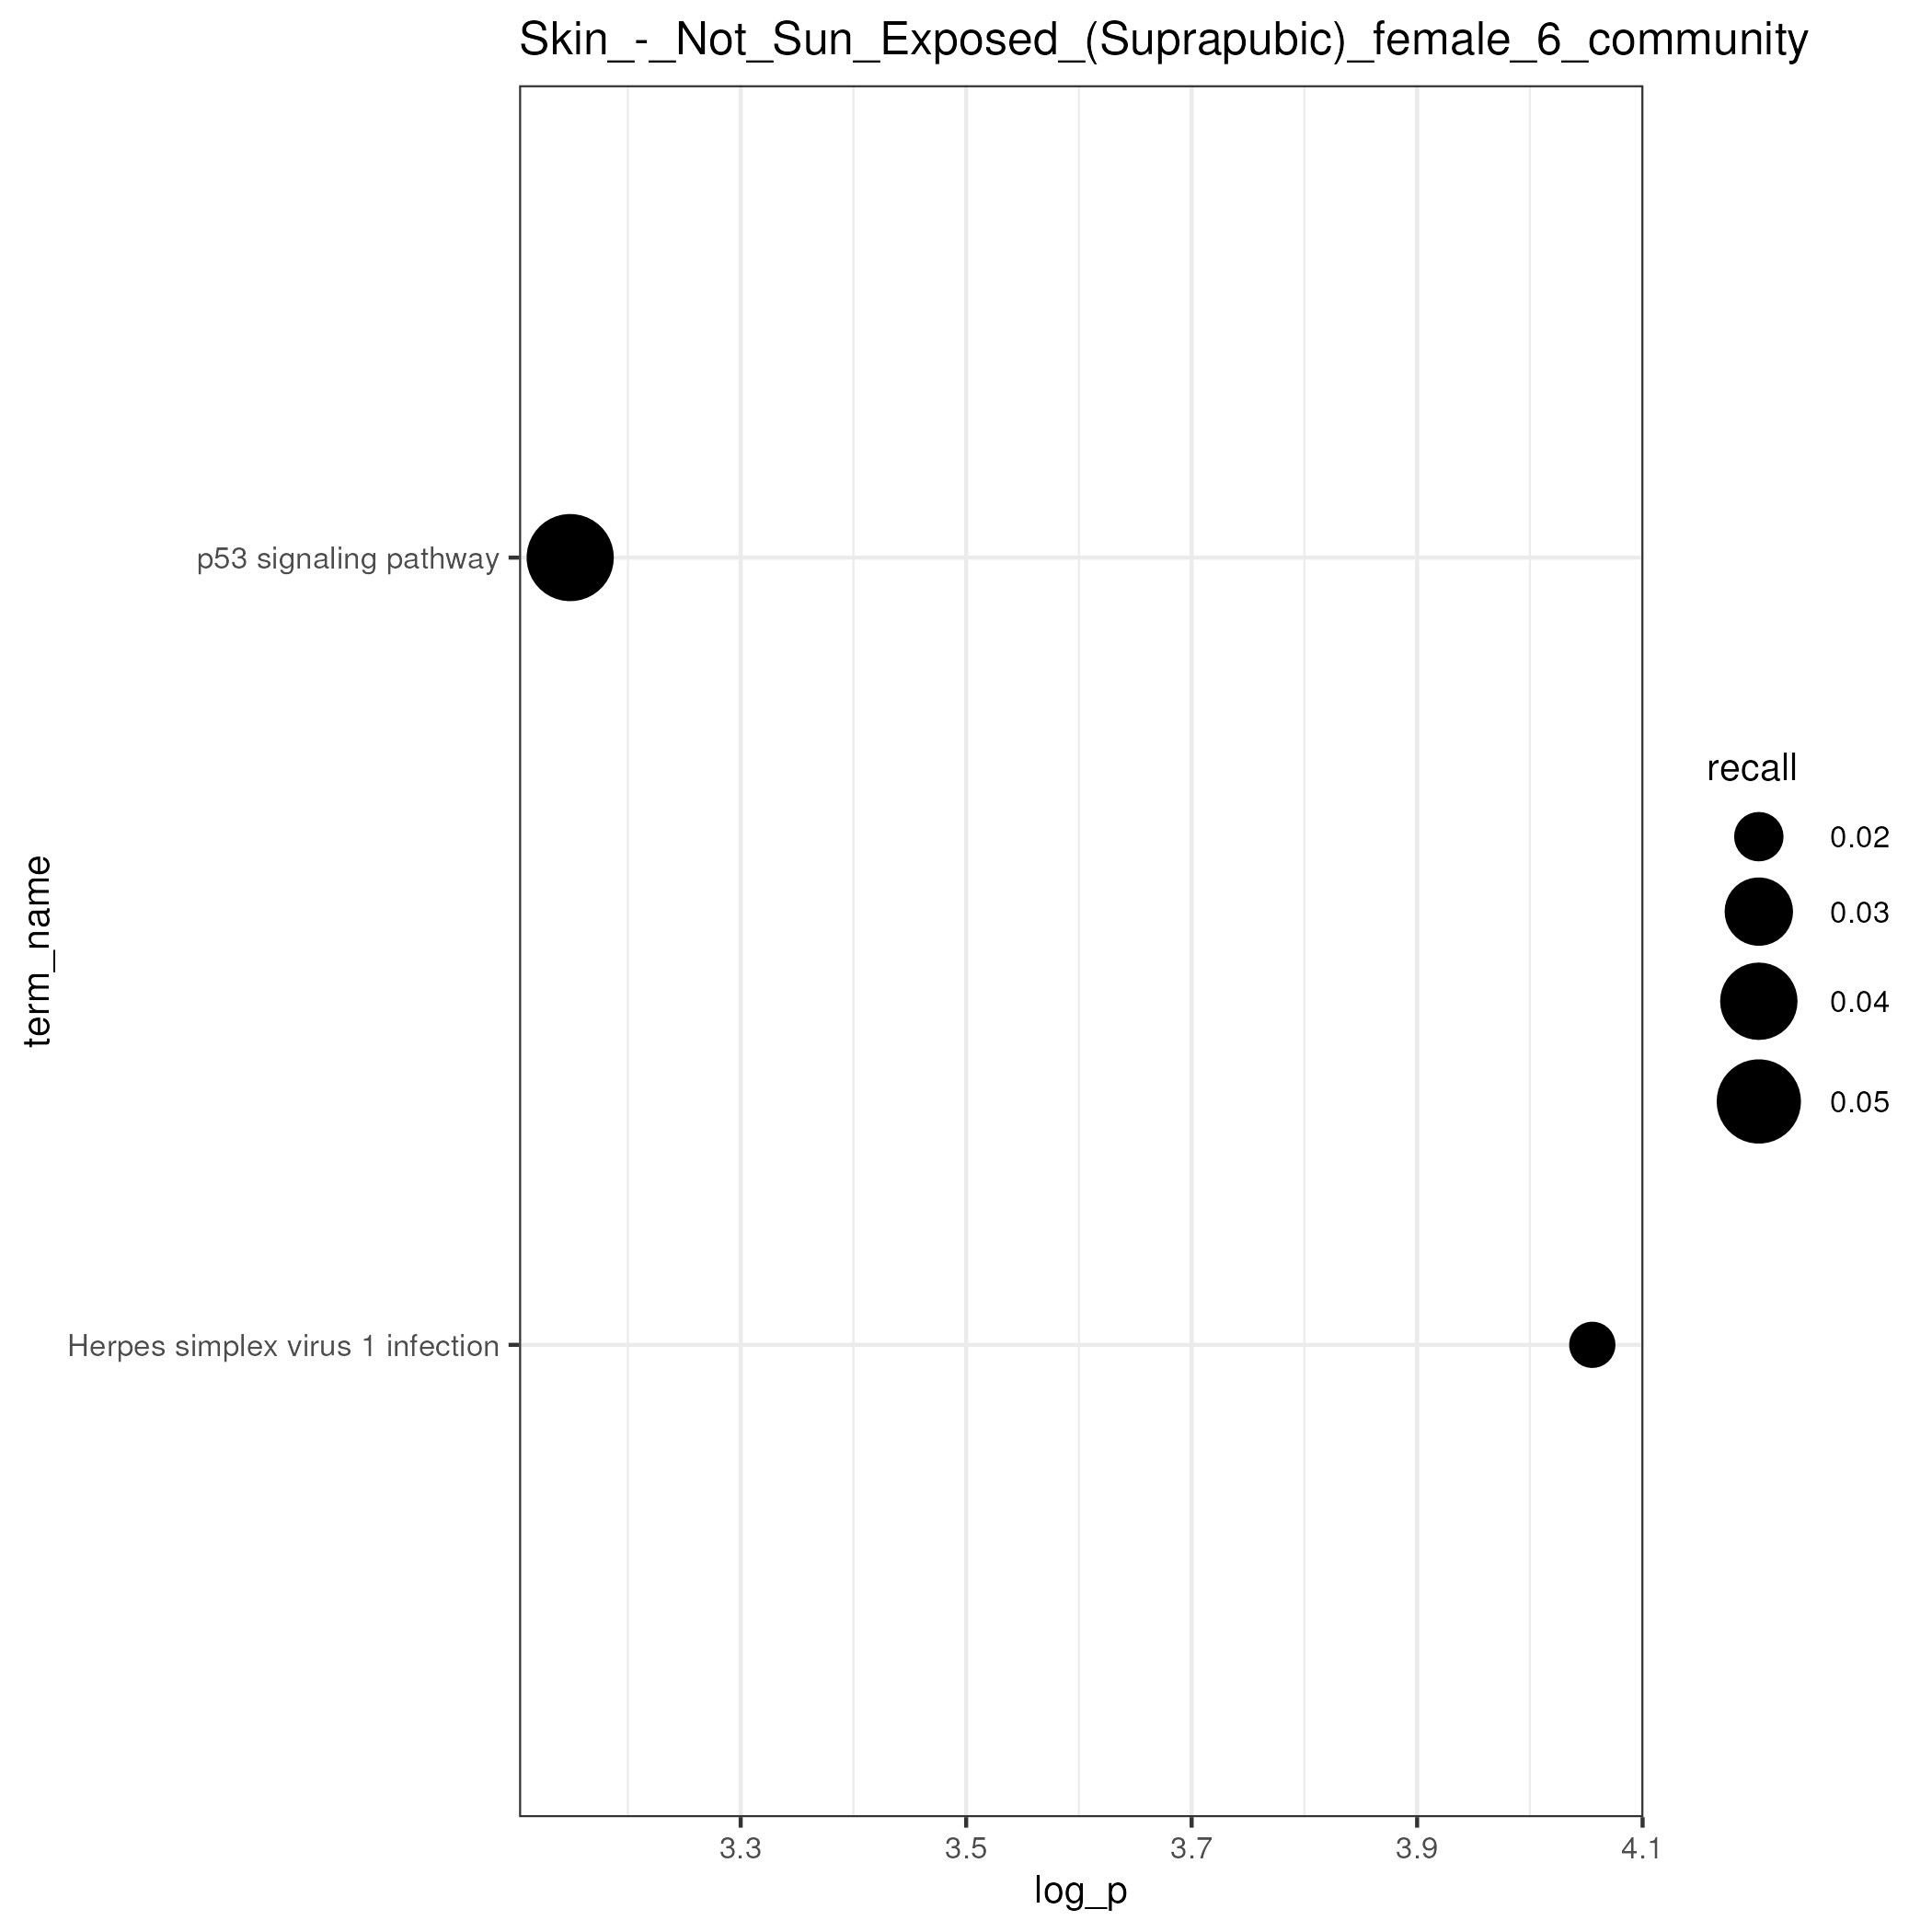 Skin_-_Not_Sun_Exposed_(Suprapubic)_female_6_community
term_name
p53 signaling pathway
Herpes simplex virus 1 infection
3.3 3.5 3.7 3.9 4.1
log_p
recall
0.02
0.03
0.04
0.05